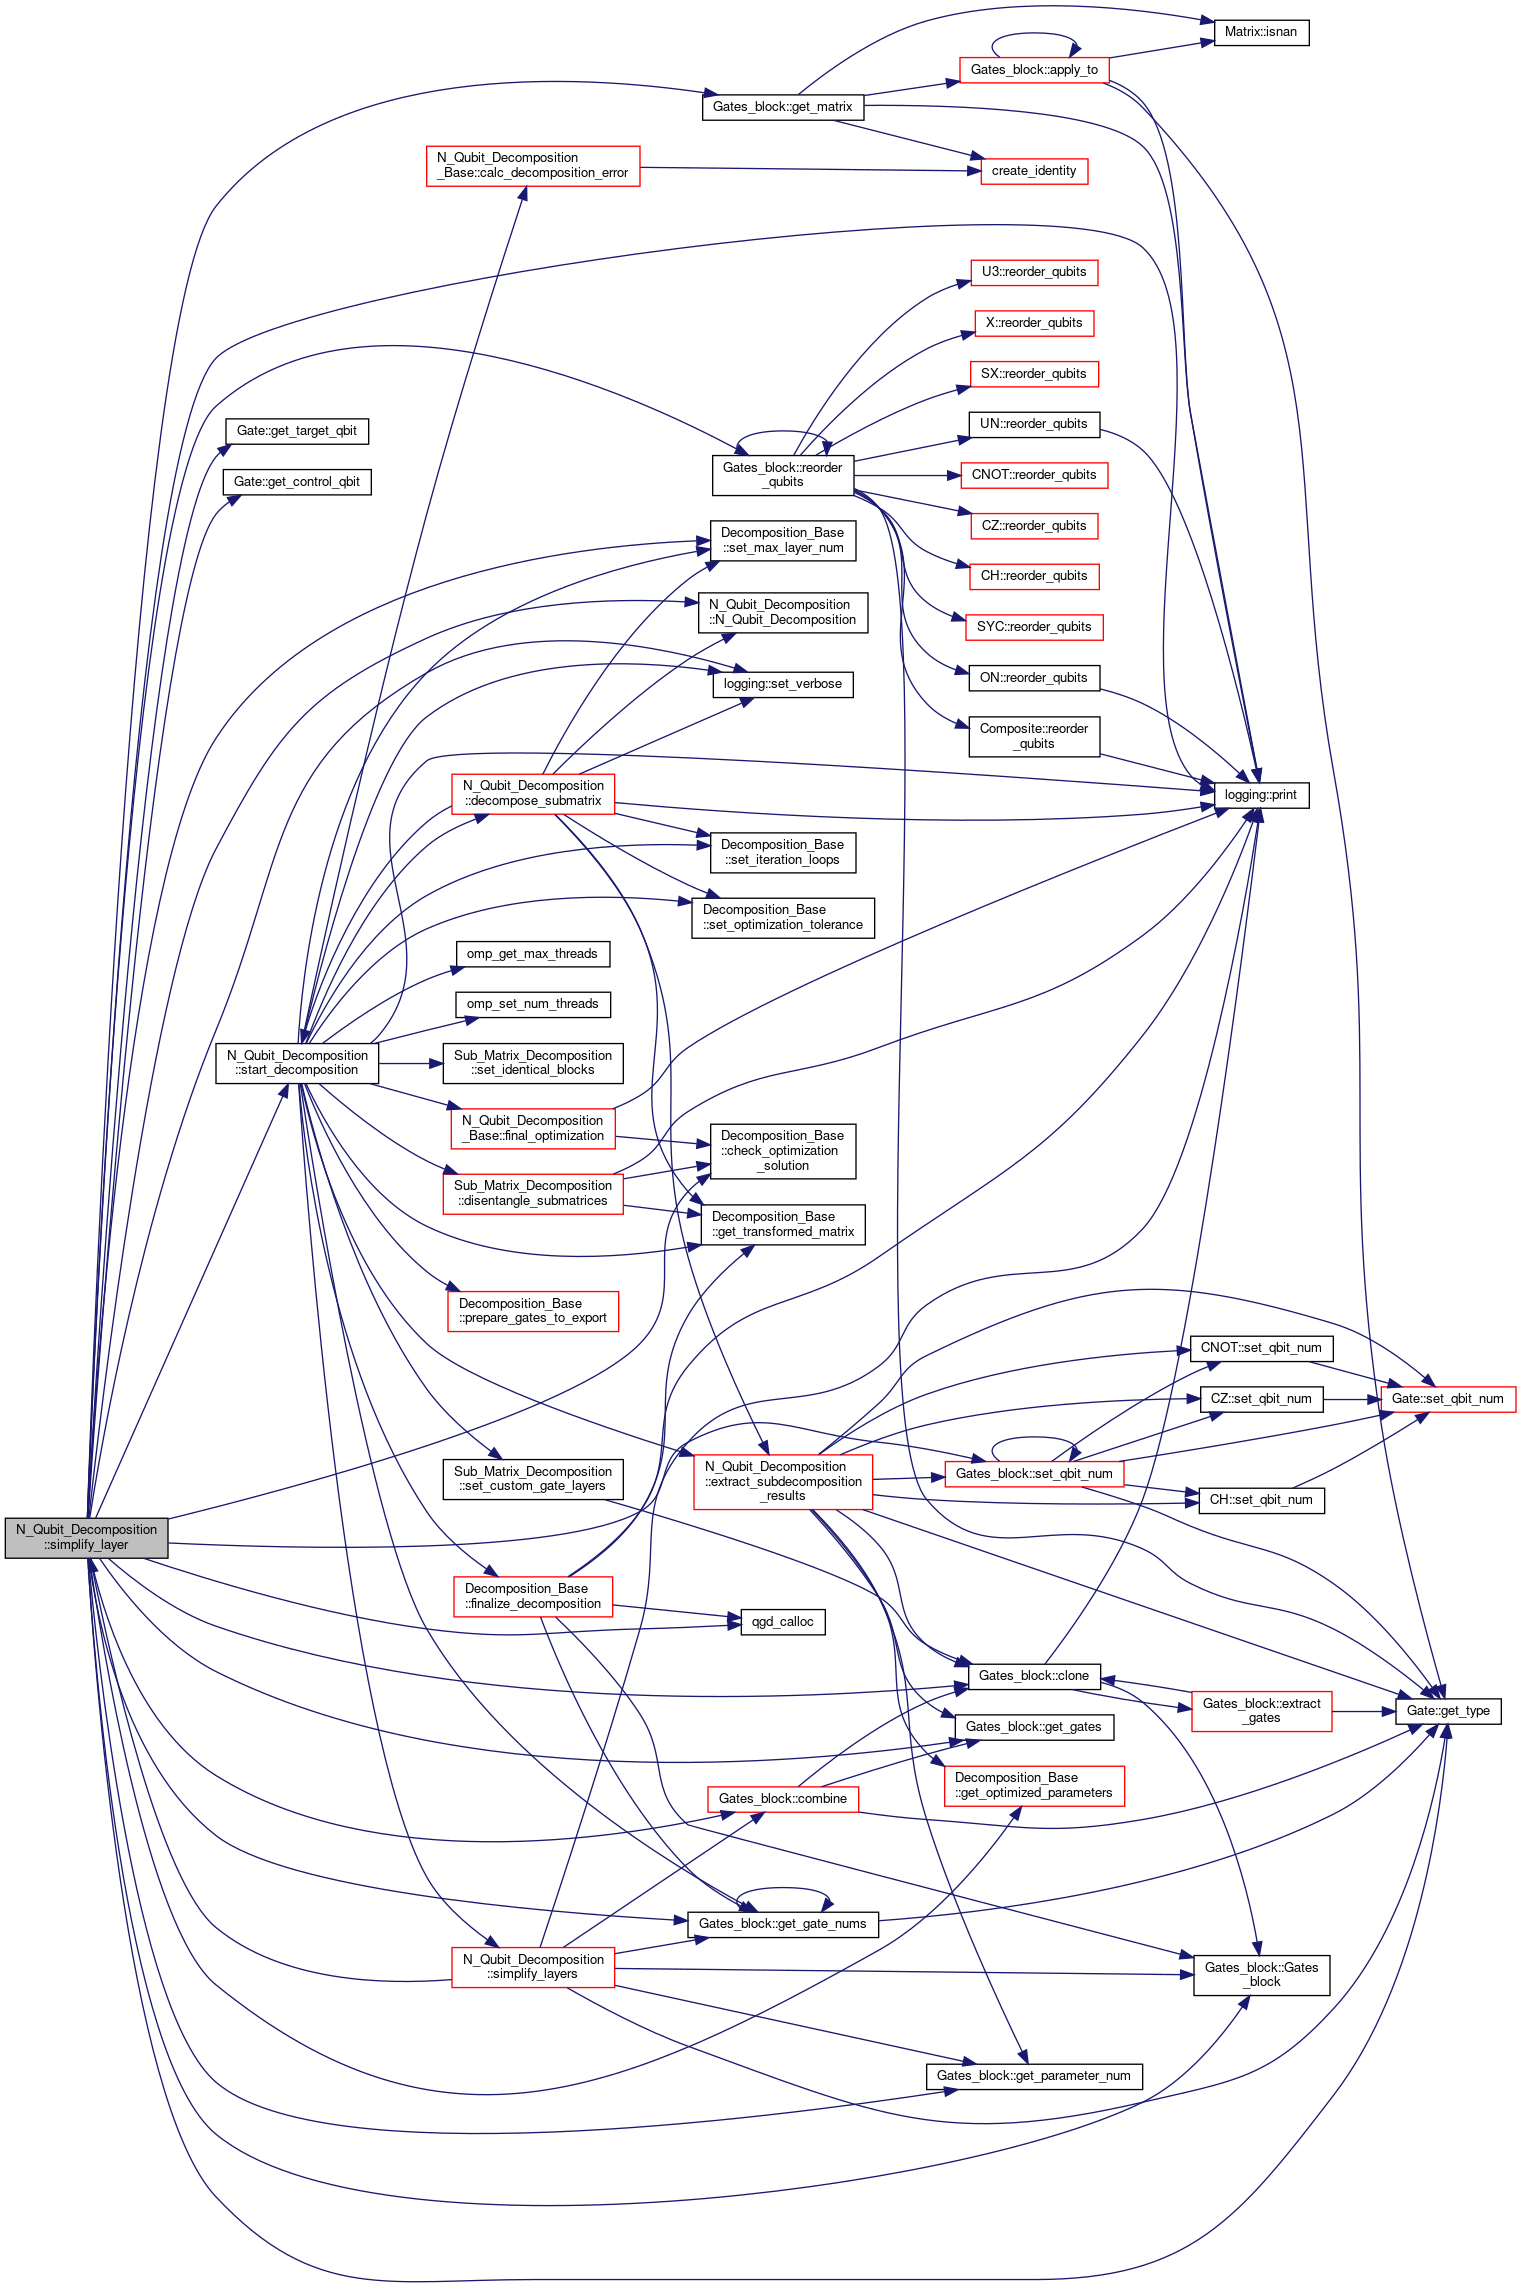 Matrix::isnan
Gates_block::apply_to
Gates_block::get_matrix
N_Qubit_Decomposition
_Base::calc_decomposition_error
create_identity
U3::reorder_qubits
X::reorder_qubits
SX::reorder_qubits
Gate::get_target_qbit
UN::reorder_qubits
Gates_block::reorder
_qubits
Gate::get_control_qbit
CNOT::reorder_qubits
CZ::reorder_qubits
Decomposition_Base
::set_max_layer_num
CH::reorder_qubits
N_Qubit_Decomposition
::N_Qubit_Decomposition
SYC::reorder_qubits
logging::set_verbose
ON::reorder_qubits
Composite::reorder
_qubits
N_Qubit_Decomposition
::decompose_submatrix
logging::print
Decomposition_Base
::set_iteration_loops
Decomposition_Base
::set_optimization_tolerance
omp_get_max_threads
omp_set_num_threads
N_Qubit_Decomposition
::start_decomposition
Sub_Matrix_Decomposition
::set_identical_blocks
N_Qubit_Decomposition
_Base::final_optimization
Decomposition_Base
::check_optimization
_solution
Sub_Matrix_Decomposition
::disentangle_submatrices
Decomposition_Base
::get_transformed_matrix
Decomposition_Base
::prepare_gates_to_export
CNOT::set_qbit_num
CZ::set_qbit_num
Gate::set_qbit_num
Sub_Matrix_Decomposition
::set_custom_gate_layers
N_Qubit_Decomposition
::extract_subdecomposition
_results
Gates_block::set_qbit_num
CH::set_qbit_num
N_Qubit_Decomposition
::simplify_layer
Decomposition_Base
::finalize_decomposition
qgd_calloc
Gates_block::clone
Gates_block::extract
_gates
Gate::get_type
Gates_block::get_gates
Decomposition_Base
::get_optimized_parameters
Gates_block::combine
Gates_block::get_gate_nums
N_Qubit_Decomposition
::simplify_layers
Gates_block::Gates
_block
Gates_block::get_parameter_num